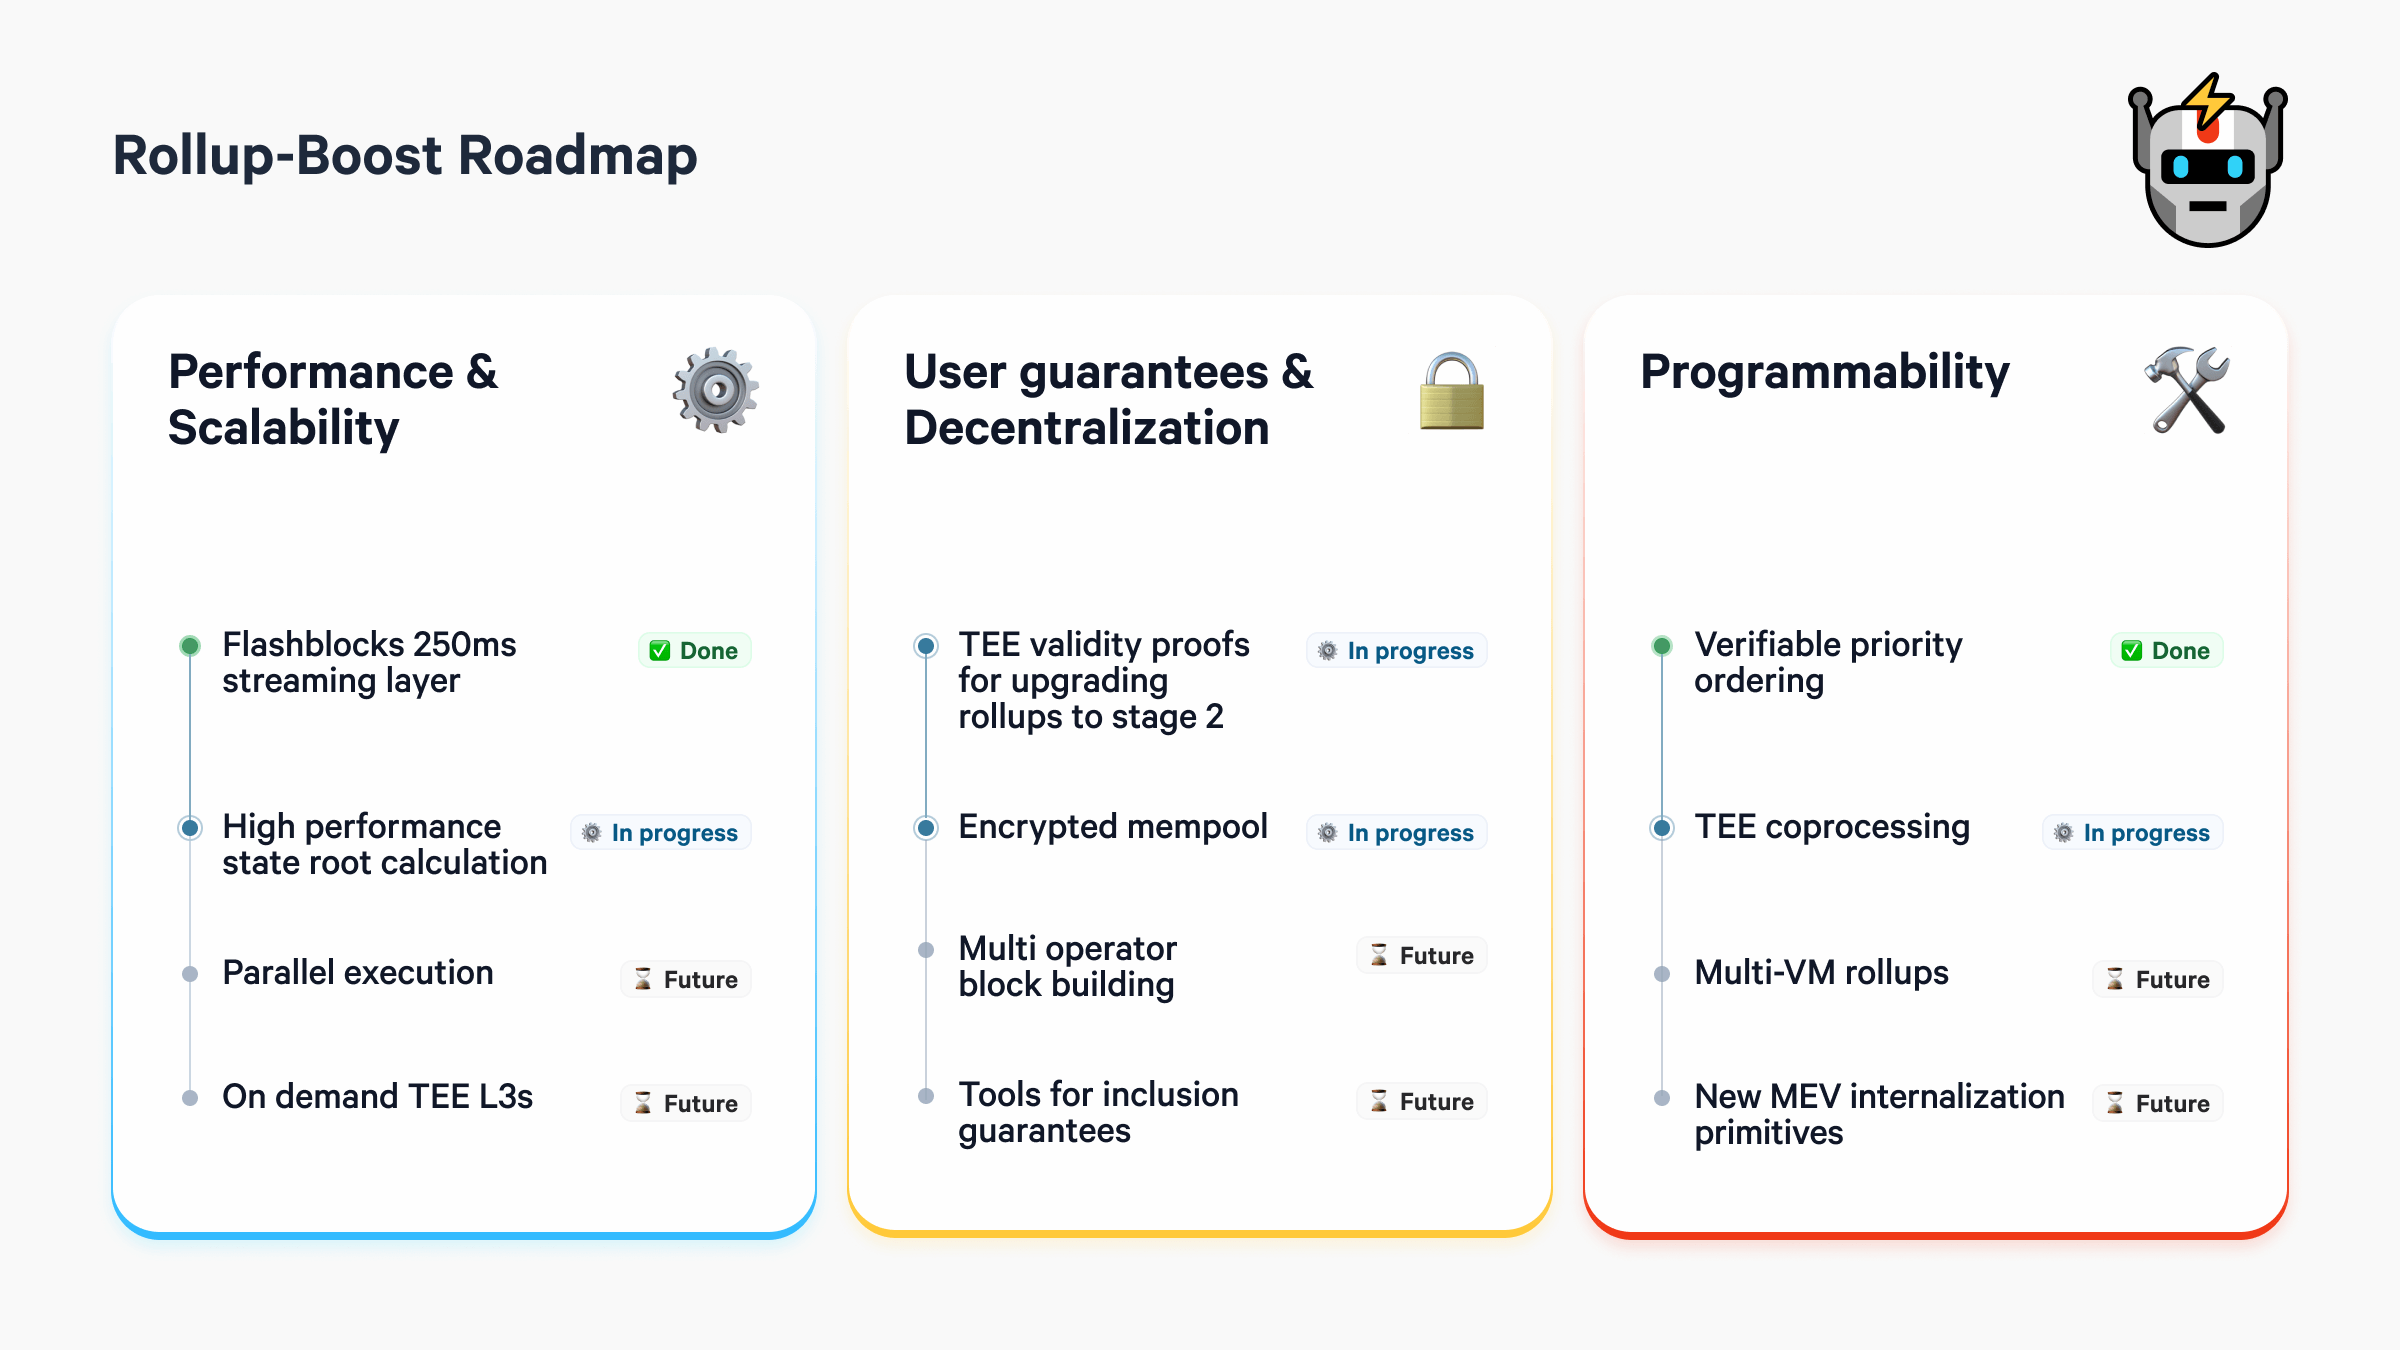 Rollup-Boost Roadmap
Performance &
Scalability
Flashblocks 250ms
streaming layer
Done
High performance
state root calculation
In progress
Parallel execution
Future
On demand TEE L3s
Future
User guarantees &
Decentralization
TEE validity proofs
for upgrading
rollups to stage 2
In progress
Encrypted mempool
In progress
Multi operator
block building
Future
Tools for inclusion
guarantees
Future
Programmability
Verifiable priority
ordering
Done
TEE coprocessing
In progress
Multi-VM rollups
Future
New MEV internalization
primitives
Future